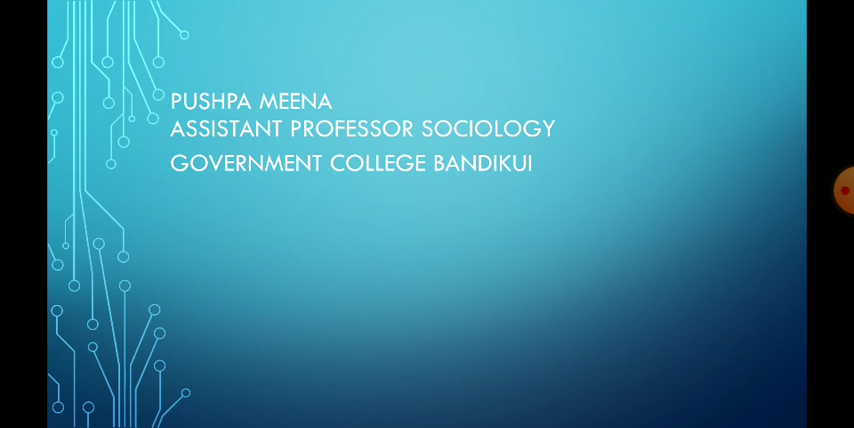 PUSHPA MEENA
ASSISTANT PROFESSOR SOCIOLOGY
GOVERNMENT COLLEGE BANDIKUI